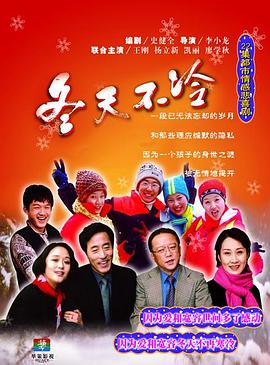 编剧：史健全 导演：李小龙
联合主演：王刚 杨立新 凯丽 廖学秋
22集都市情感悲喜剧
冬天不冷
一段已无法忘却的岁月
和那些理应缄默的隐私
因为一个孩子的身世之谜
被无情地揭开
因为爱和宽容世间多了感动
因为爱和宽容冬天不再寒冷
华策影视